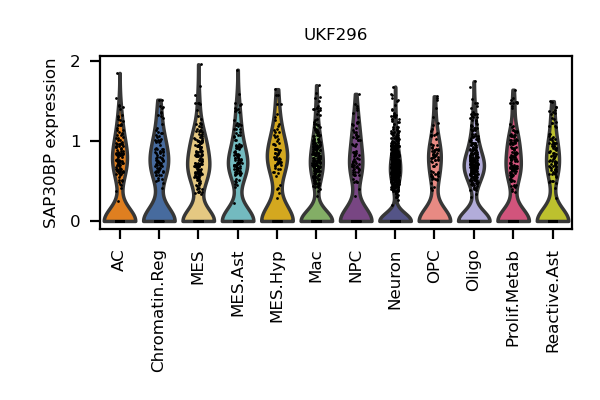 UKF296
SAP30BP expression
2
1
0
AC
Chromatin.Reg
MES
MES.Ast
MES.Hyp
Mac
NPC
Neuron
OPC
Oligo
Prolif.Metab
Reactive.Ast